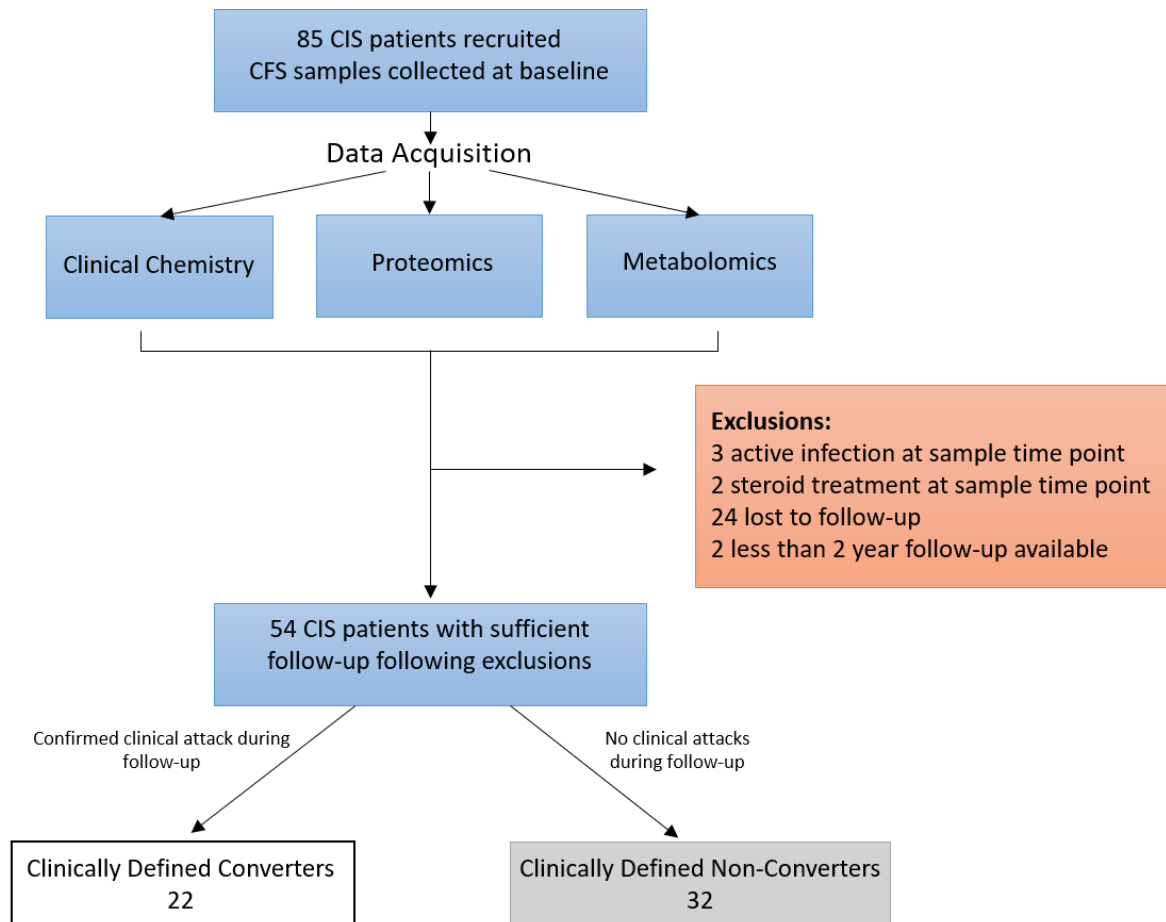 85 CIS patients recruited
CFS samples collected at baseline
Data Acquisition
Clinical Chemistry
Proteomics
Metabolomics
Exclusions:
3 active infection at sample time point
2 steroid treatment at sample time point
24 lost to follow-up
2 less than 2 year follow-up available
54 CIS patients with sufficient
follow-up following exclusions
Confirmed clinical attack during
follow-up
No clinical attacks
during follow-up
Clinically Defined Converters
22
Clinically Defined Non-Converters
32